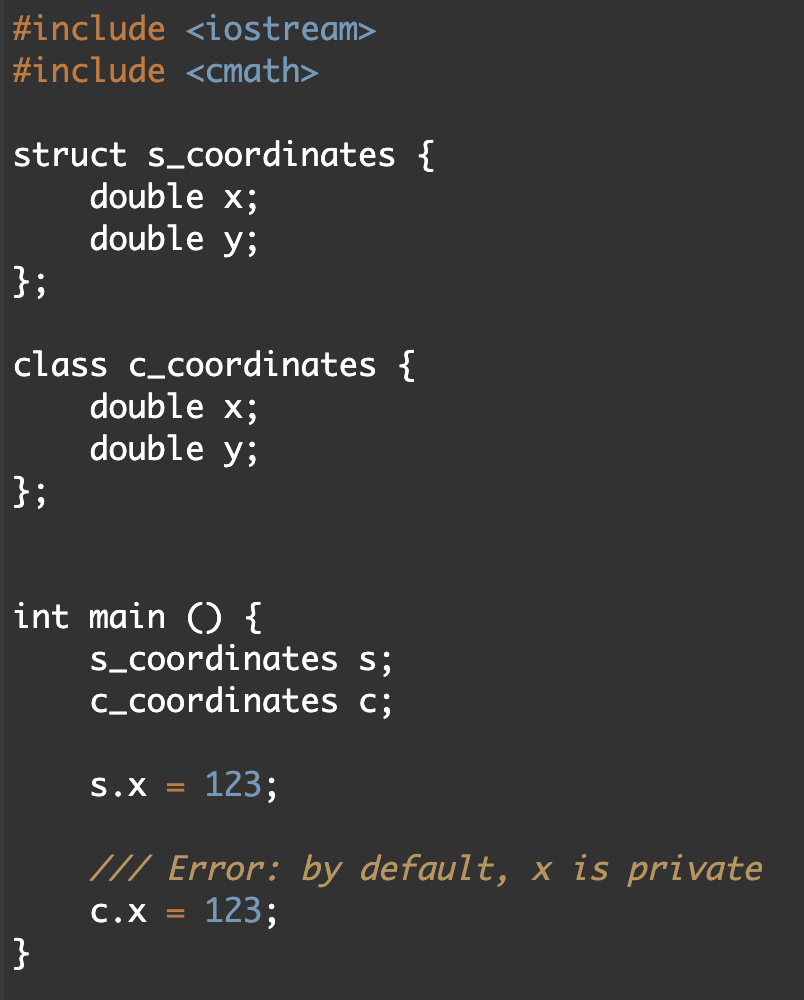 #include <iostream>
#include <cmath>
struct s_coordinates {
    double x;
    double y;
};
class c_coordinates {
    double x;
    double y;
};
int main () {
    s_coordinates s;
    c_coordinates c;
    s.x = 123;
    /// Error: by default, x is private
    c.x = 123;
}